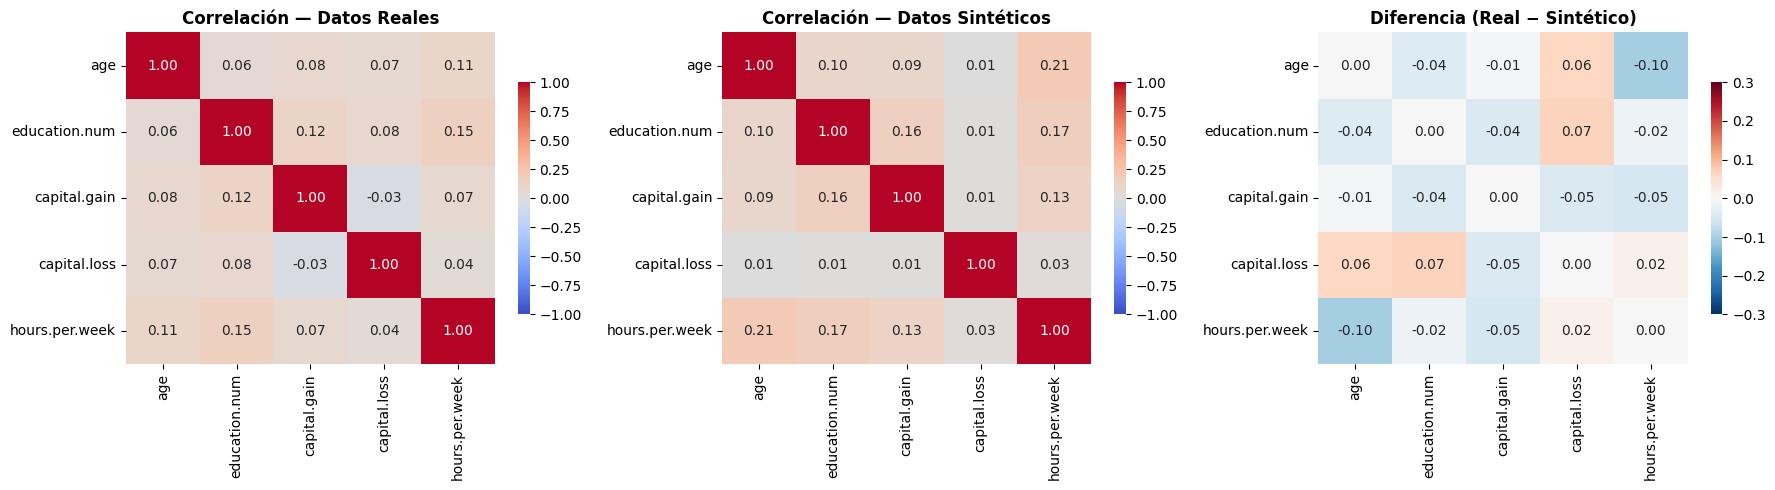 Correlación — Datos Reales
age 1.00 0.06 0.08 0.07 0.11
education.num 0.06 1.00 0.12 0.08 0.15
capital.gain 0.08 0.12 1.00 -0.03 0.07
capital.loss 0.07 0.08 -0.03 1.00 0.04
hours.per.week 0.11 0.15 0.07 0.04 1.00
age
education.num
capital.gain
capital.loss
hours.per.week
1.00
0.75
0.50
0.25
0.00
−0.25
−0.50
−0.75
−1.00
Correlación — Datos Sintéticos
age 1.00 0.10 0.09 0.01 0.21
education.num 0.10 1.00 0.16 0.01 0.17
capital.gain 0.09 0.16 1.00 0.01 0.13
capital.loss 0.01 0.01 0.01 1.00 0.03
hours.per.week 0.21 0.17 0.13 0.03 1.00
age
education.num
capital.gain
capital.loss
hours.per.week
1.00
0.75
0.50
0.25
0.00
−0.25
−0.50
−0.75
−1.00
Diferencia (Real − Sintético)
age 0.00 -0.04 -0.01 0.06 -0.10
education.num -0.04 0.00 -0.04 0.07 -0.02
capital.gain -0.01 -0.04 0.00 -0.05 -0.05
capital.loss 0.06 0.07 -0.05 0.00 0.02
hours.per.week -0.10 -0.02 -0.05 0.02 0.00
age
education.num
capital.gain
capital.loss
hours.per.week
0.3
0.2
0.1
0.0
−0.1
−0.2
−0.3